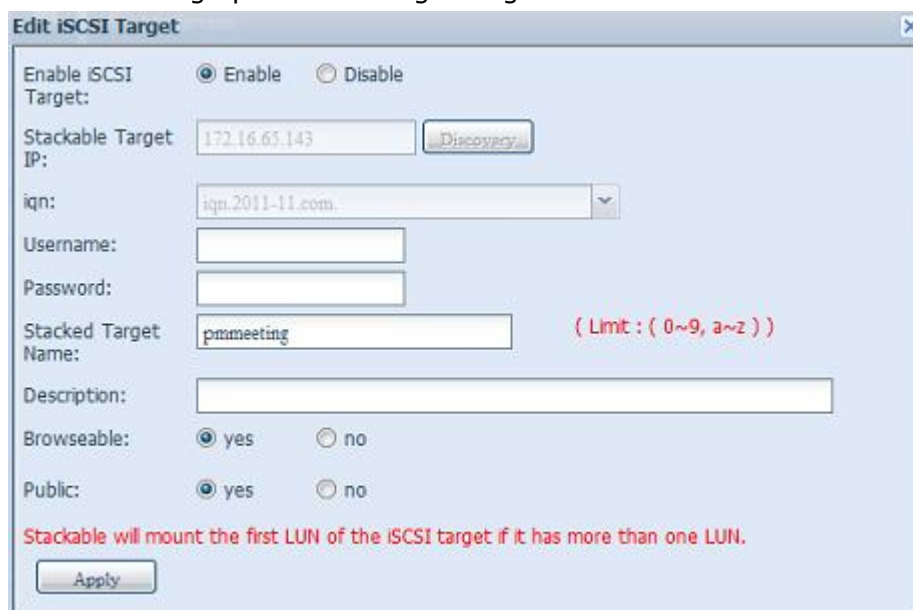 Edit iSCSI Target
Enable iSCSI Target: Enable Disable
Stackable Target IP: 172.16.65.143 Discovery
iqn: iqn.2011-11.com.
Username:
Password:
Stacked Target Name: pmmeeting ( Limit : ( 0~9, a~z ) )
Description:
Browseable: yes no
Public: yes no
Stackable will mount the first LUN of the iSCSI target if it has more than one LUN.
Apply